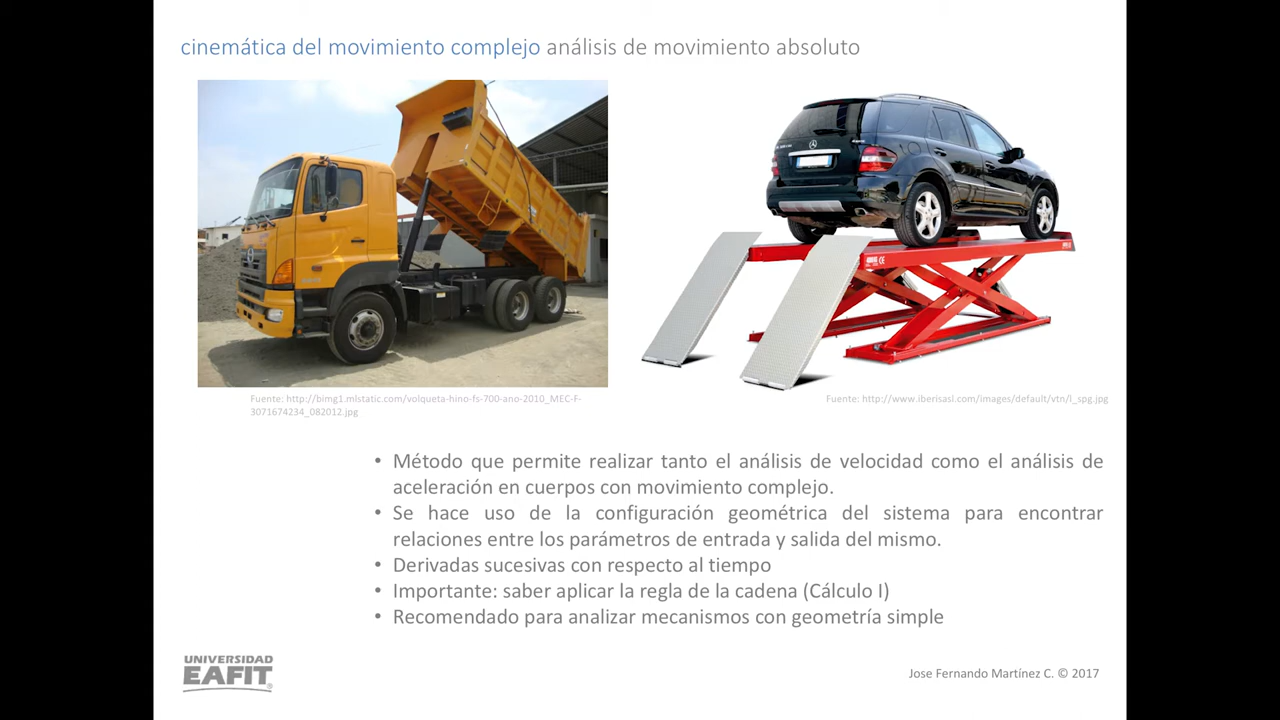 cinemática del movimiento complejo análisis de movimiento absoluto
Fuente: http://bimg1.mlstatic.com/volqueta-hino-fs-700-ano-2010_MEC-F-
3071674234_082012.jpg
Fuente: http://www.iberisasl.com/images/default/vtn/l_spg.jpg
• Método que permite realizar tanto el análisis de velocidad como el análisis de
aceleración en cuerpos con movimiento complejo.
• Se hace uso de la configuración geométrica del sistema para encontrar
relaciones entre los parámetros de entrada y salida del mismo.
• Derivadas sucesivas con respecto al tiempo
• Importante: saber aplicar la regla de la cadena (Cálculo I)
• Recomendado para analizar mecanismos con geometría simple
UNIVERSIDAD
EAFIT®
Jose Fernando Martínez C. © 2017